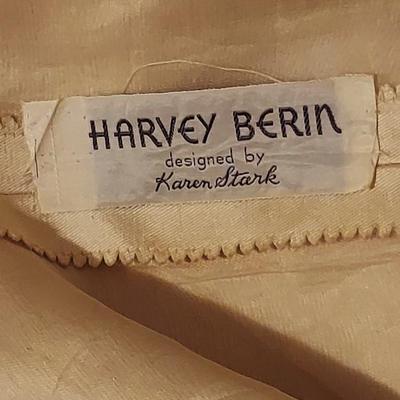 HARVEY BERIN
designed by
Karen Stark